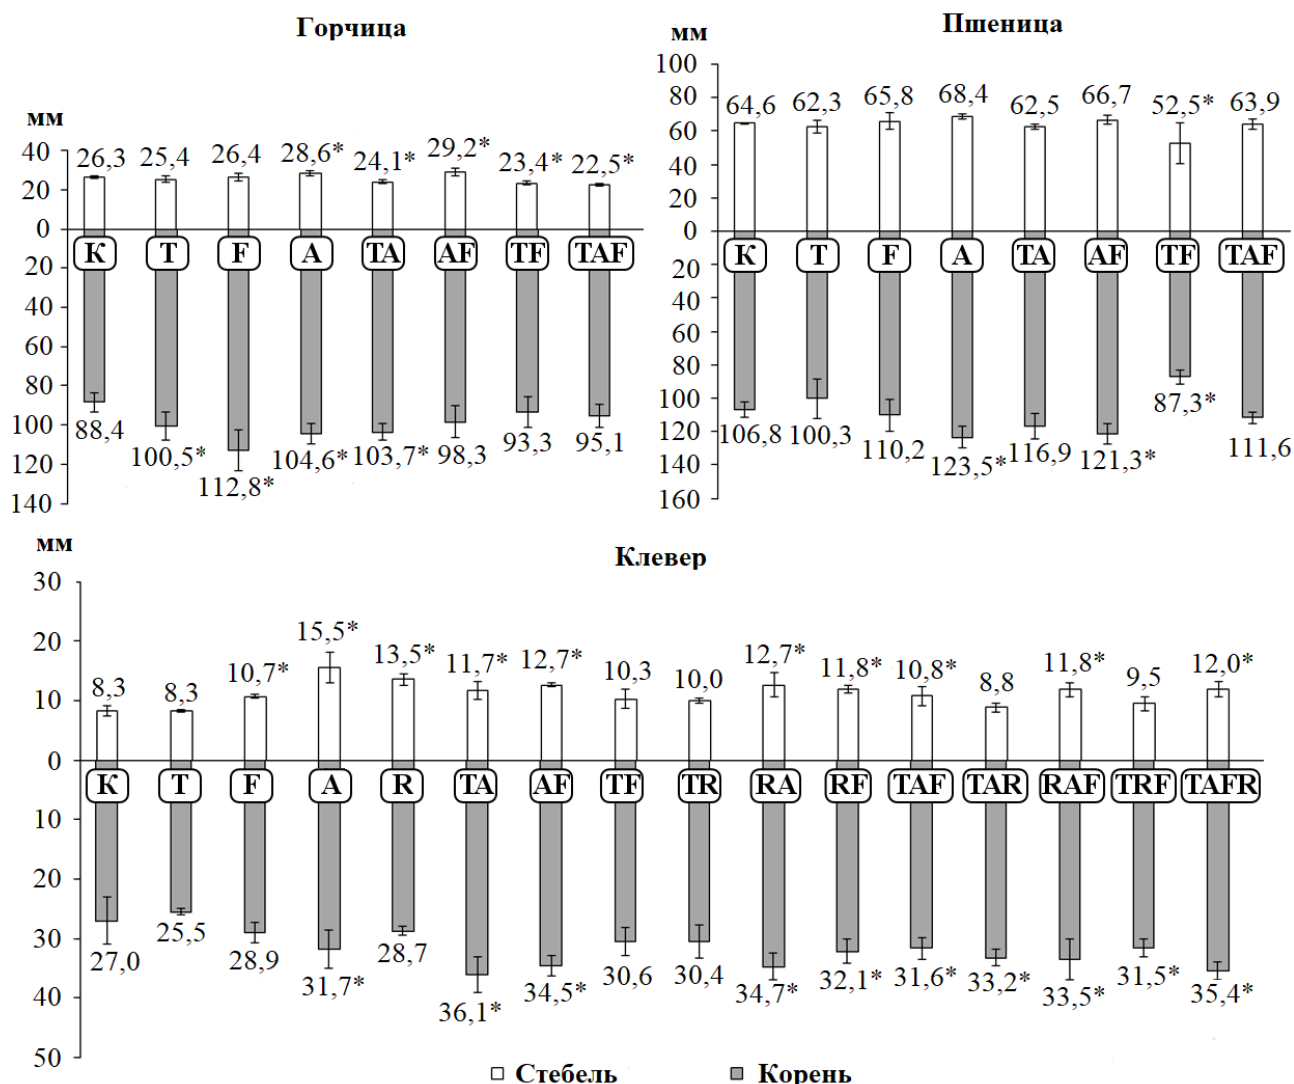 Горчица
мм
40
20
0
20
40
60
80
100
120
140
26,3 25,4 26,4 28,6* 24,1* 29,2* 23,4* 22,5*
К Т F А ТА AF TF TAF
88,4 100,5* 112,8* 104,6* 103,7* 98,3 93,3 95,1
Пшеница
мм
100
80
60
40
20
0
20
40
60
80
100
120
140
160
64,6 62,3 65,8 68,4 62,5 66,7 52,5* 63,9
К Т F А ТА AF TF TAF
106,8 100,3 110,2 123,5* 116,9 121,3* 87,3* 111,6
Клевер
мм
30
20
10
0
10
20
30
40
50
8,3 8,3 10,7* 15,5* 13,5* 11,7* 12,7* 10,3 10,0 12,7* 11,8* 10,8* 8,8 11,8* 9,5 12,0*
К Т F А R ТА AF TF TR RA RF TAF TAR RAF TRF TAFR
27,0 25,5 28,9 31,7* 28,7 36,1* 34,5* 30,6 30,4 34,7* 32,1* 31,6* 33,2* 33,5* 31,5* 35,4*
Стебель Корень